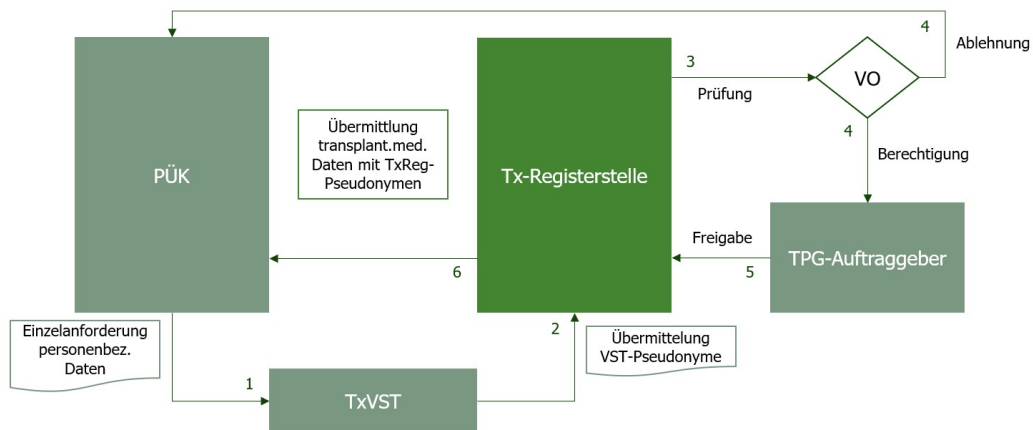 4
Ablehnung
3
Prüfung
VO
4
Berechtigung
Übermittlung
transplant.med.
Daten mit TxReg-
Pseudonymen
PÜK
Tx-Registerstelle
Freigabe
5
TPG-Auftraggeber
6
Einzelanforderung
personenbez.
Daten
2
Übermittelung
VST-Pseudonyme
1
TxVST